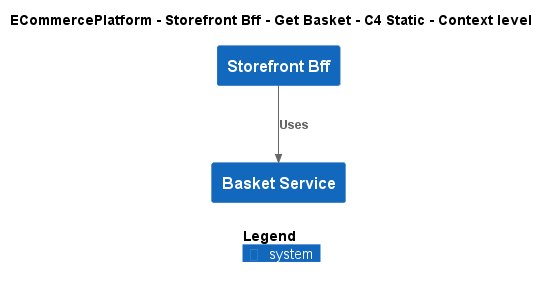 ECommercePlatform - Storefront Bff - Get Basket - C4 Static - Context level
Storefront Bff
Uses
Basket Service
Legend
system